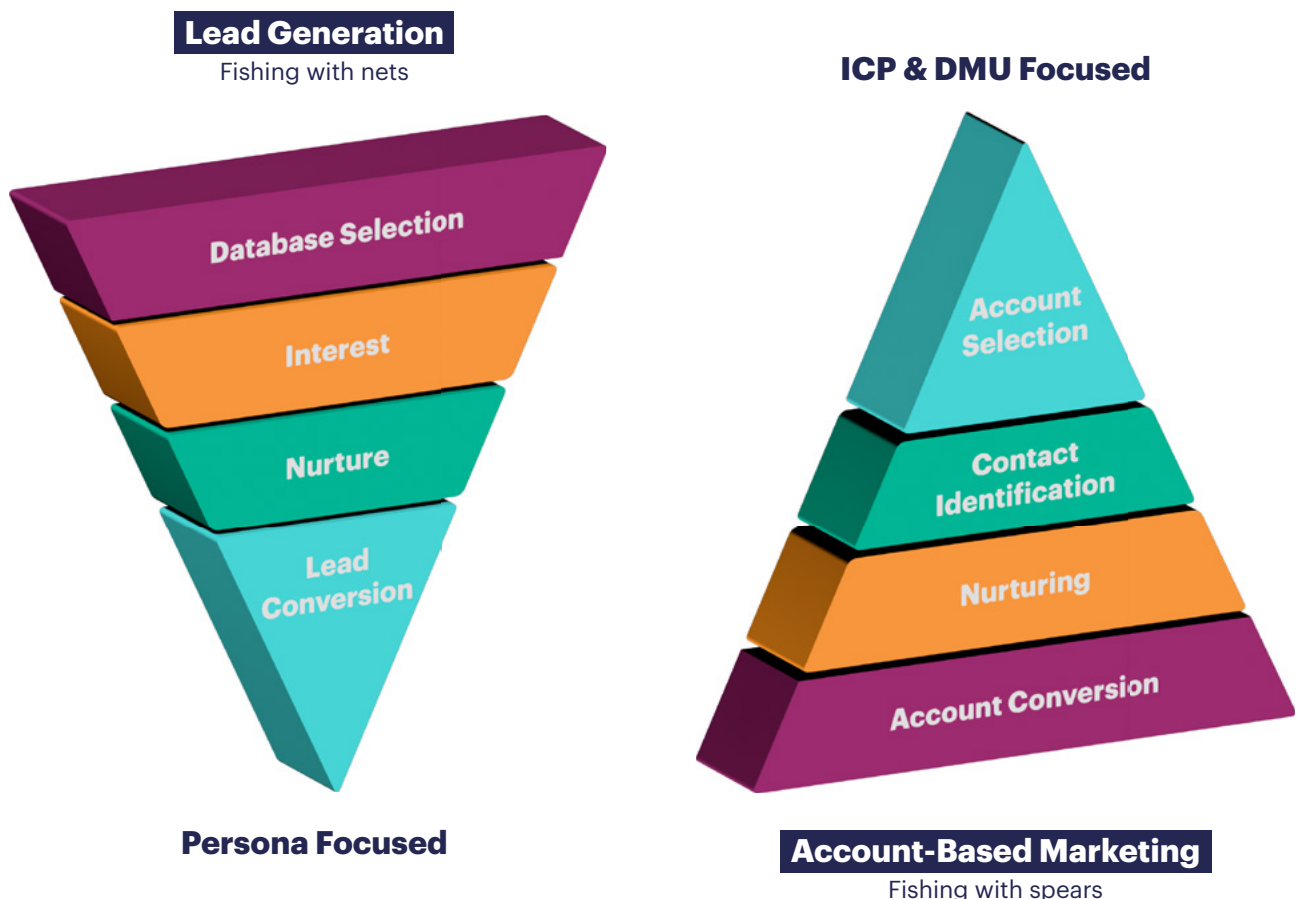 Lead Generation
Fishing with nets
Database Selection
Interest
Nurture
Lead
Conversion
Persona Focused
ICP & DMU Focused
Account
Selection
Contact
Identification
Nurturing
Account Conversion
Account-Based Marketing
Fishing with spears